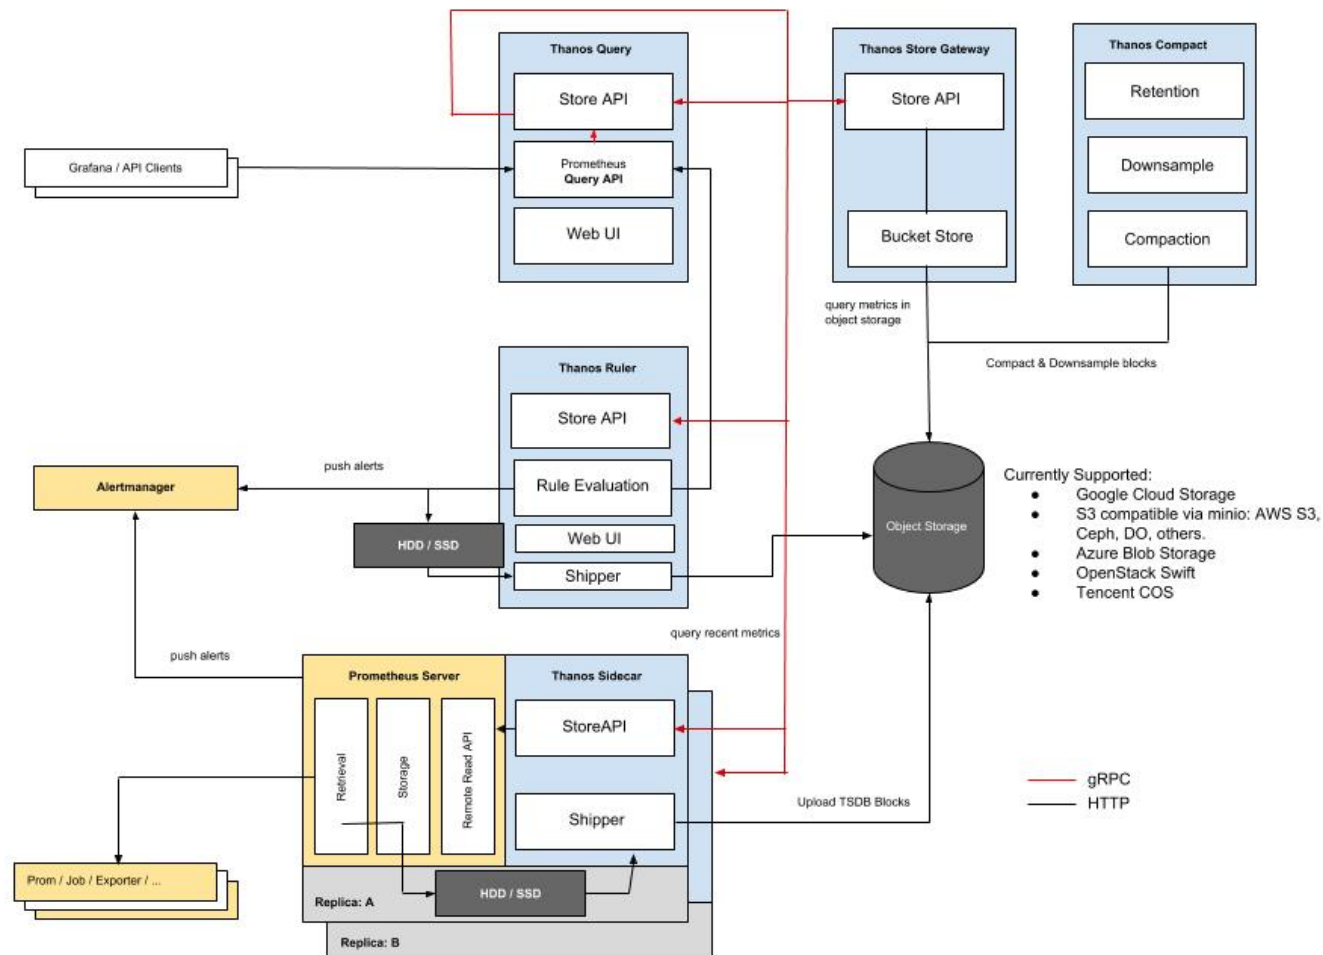 Thanos Query
Store API
Prometheus
Query API
Web UI
Thanos Store Gateway
Store API
Bucket Store
Thanos Compact
Retention
Downsample
Compaction
Grafana / API Clients
query metrics in
object storage
Compact & Downsample blocks
Thanos Ruler
Store API
Rule Evaluation
Web UI
Shipper
push alerts
Alertmanager
HDD / SSD
Object Storage
Currently Supported:
● Google Cloud Storage
● S3 compatible via minio: AWS S3,
Ceph, DO, others.
● Azure Blob Storage
● OpenStack Swift
● Tencent COS
query recent metrics
push alerts
Prometheus Server
Retrieval
Storage
Remote Read API
Thanos Sidecar
StoreAPI
Shipper
Upload TSDB Blocks
gRPC
HTTP
Prom / Job / Exporter / ...
HDD / SSD
Replica: A
Replica: B